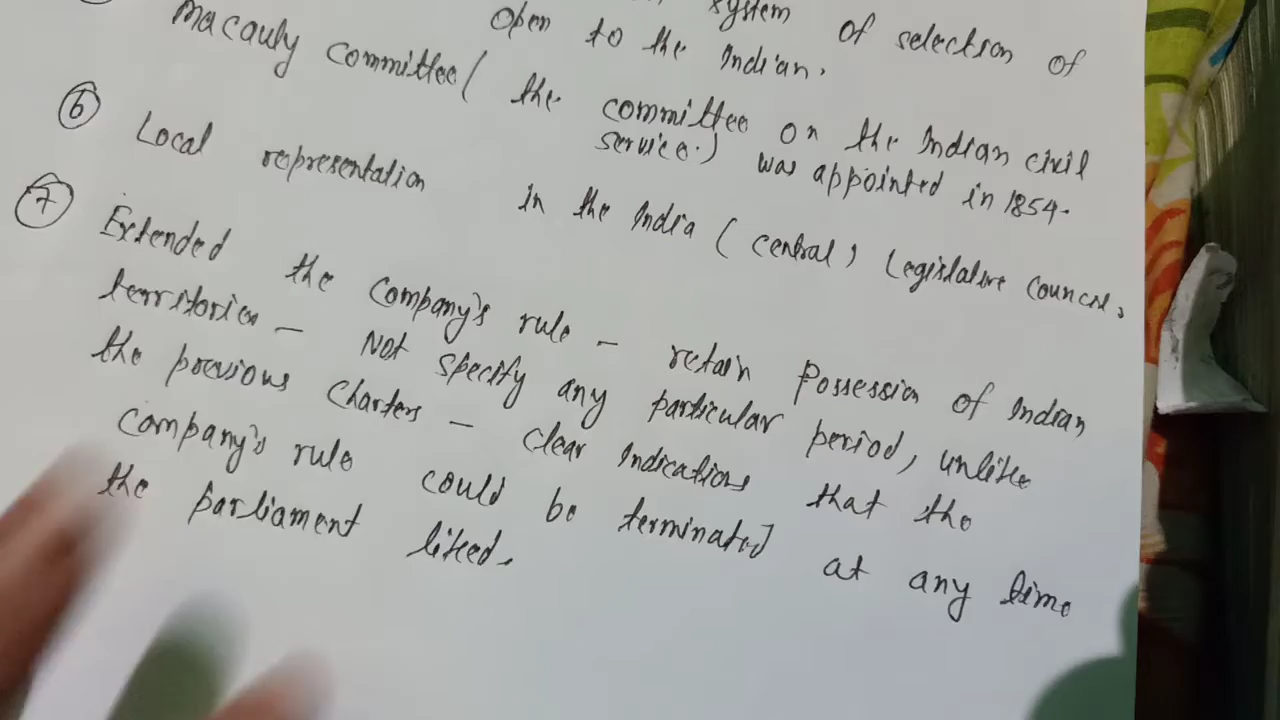 system of selection of
open to the Indian.
Macauly committee ( the committee on the Indian civil
service.) was appointed in 1854.
6 Local representation in the India (central) Legislative council,
7 Extended the company's rule - retain possession of Indian
territories - Not specify any particular period, unlike
the previous charters - clear Indications that the
company's rule could be terminated at any time
the parliament liked.